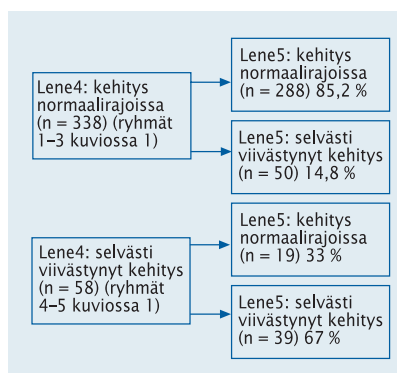 Lene4: kehitys
normaalirajoissa
(n = 338) (ryhmät
1–3 kuviossa 1)
Lene5: kehitys
normaalirajoissa
(n = 288) 85,2 %
Lene5: selvästi
viivästynyt kehitys
(n = 50) 14,8 %
Lene4: selvästi
viivästynyt kehitys
(n = 58) (ryhmät
4–5 kuviossa 1)
Lene5: kehitys
normaalirajoissa
(n = 19) 33 %
Lene5: selvästi
viivästynyt kehitys
(n = 39) 67 %